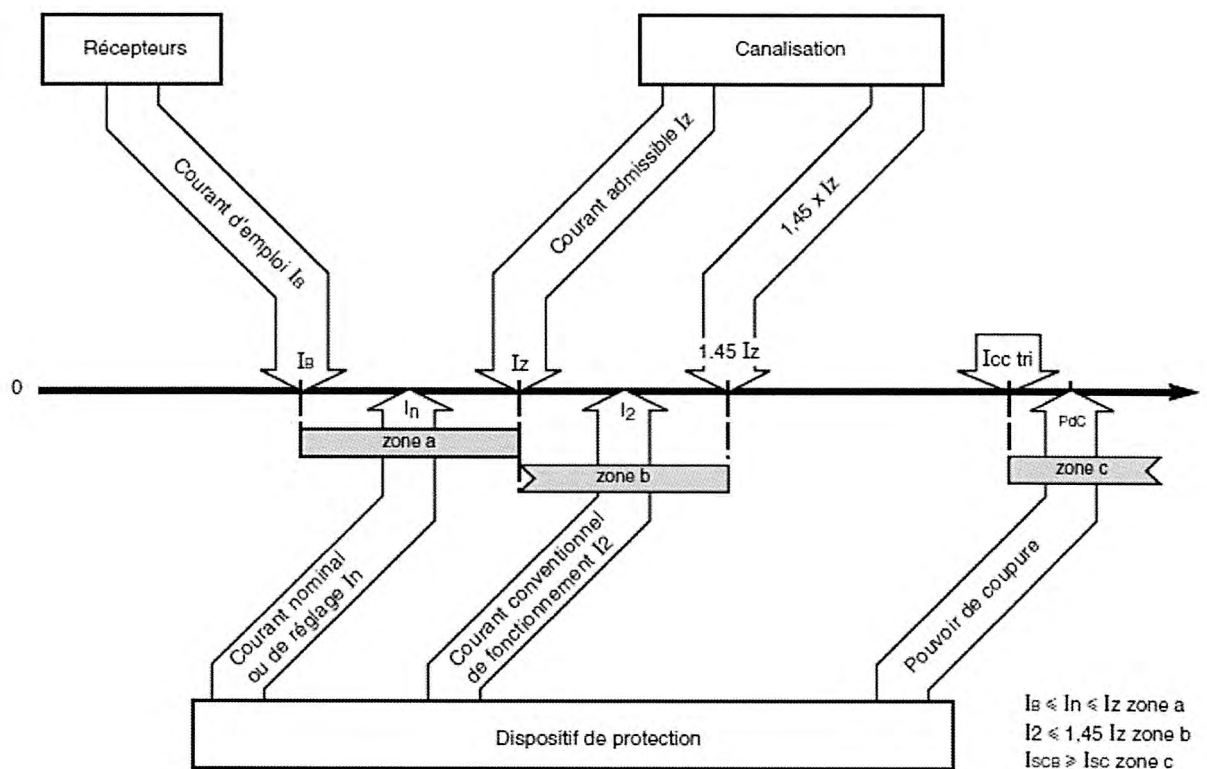 Récepteurs
Canalisation
Courant d'emploi IB
Courant admissible Iz
1,45 x Iz
IB
Iz
1.45 Iz
Icc tri
0
In
I2
PdC
zone a
zone b
zone c
Courant nominal
ou de réglage In
Courant conventionnel
de fonctionnement I2
Pouvoir de coupure
Dispositif de protection
IB ⩽ In ⩽ Iz zone a
I2 ⩽ 1,45 Iz zone b
ISCB ⩾ Isc zone c